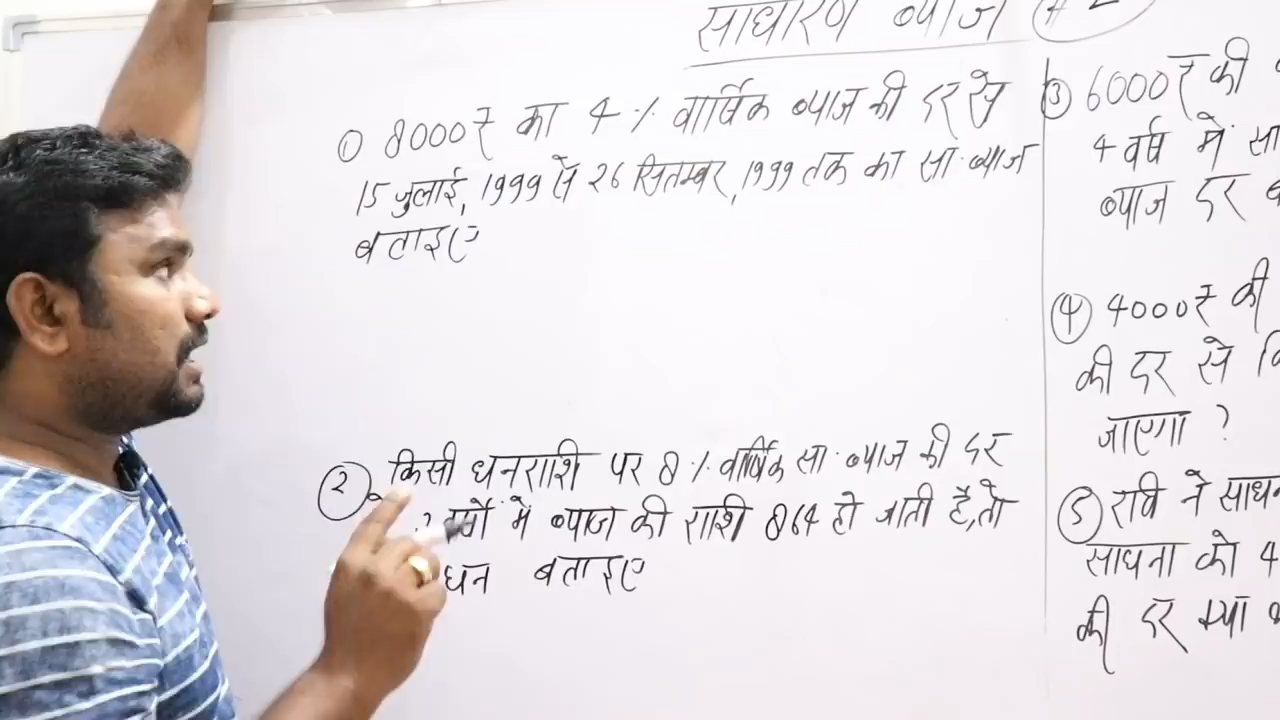 साधारण ब्याज # 2
① 8000₹ का 4% वार्षिक ब्याज की दर से
15 जुलाई, 1999 से 26 सितम्बर, 1999 तक का सा. ब्याज
बताइए
② किसी धनराशि पर 8% वार्षिक सा. ब्याज की दर
वर्षों में ब्याज की राशि 864 हो जाती है, तो
धन बताइए
③ 6000₹ की
4 वर्ष में सा
ब्याज दर
④ 4000₹ की
की दर से
जाएगा ?
⑤ रवि ने साधन
साधना को 4
की दर क्या